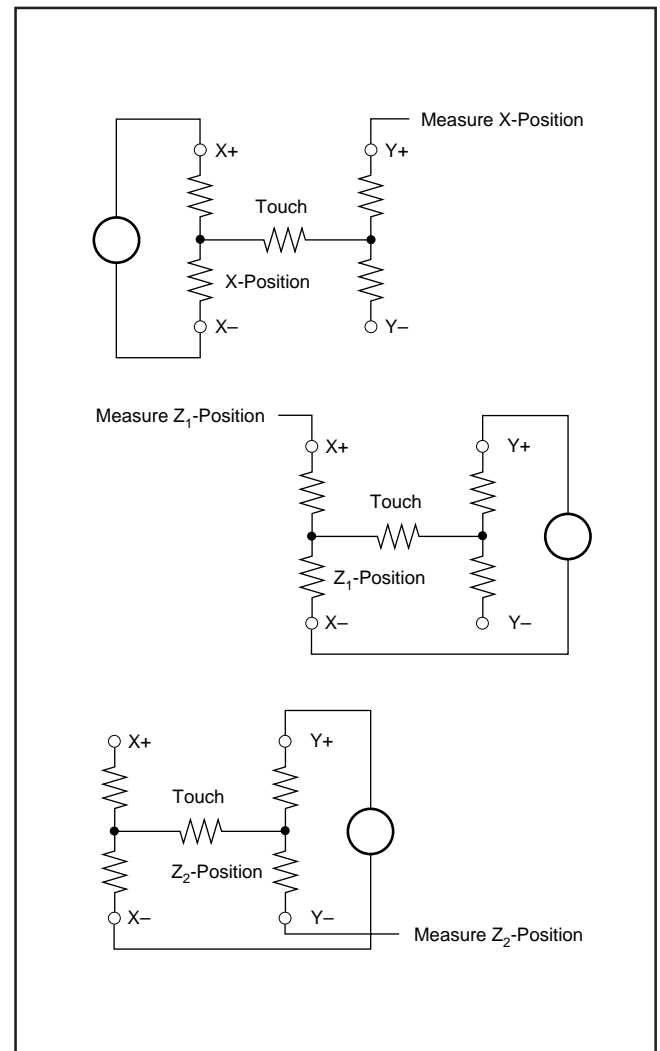 Measure X-Position
X+
Y+
Touch
X-Position
X–
Y–
Measure Z₁-Position
X+
Y+
Touch
Z₁-Position
X–
Y–
X+
Y+
Touch
Z₂-Position
X–
Y–
Measure Z₂-Position